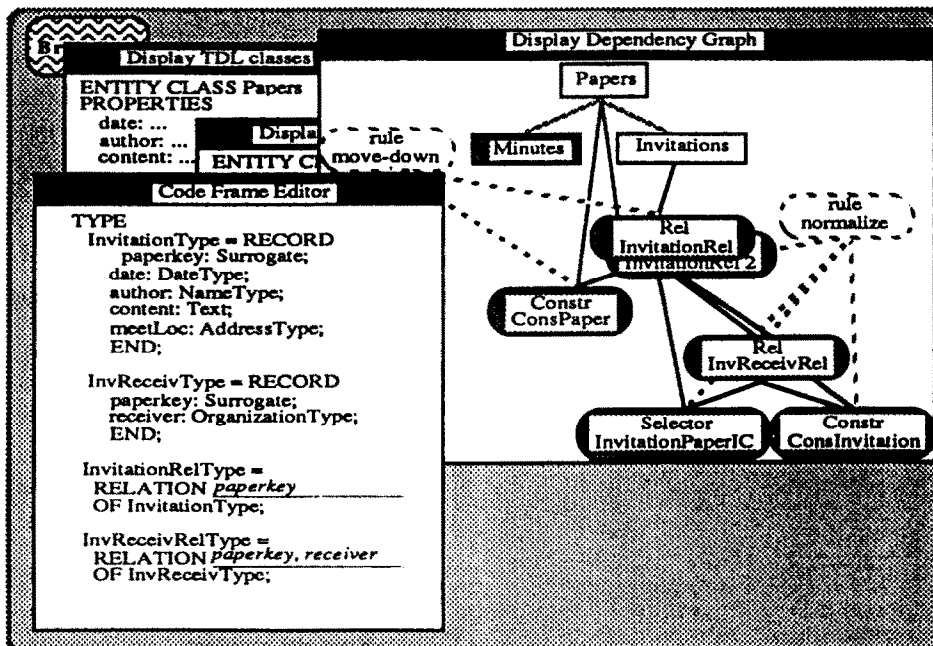 Br
Display TDL classes
ENTITY CLASS Papers
PROPERTIES
date: ...
author: ...
content: ...
Displa
ENTITY C
Display Dependency Graph
Papers
rule
move-down
Minutes
Invitations
rule
normalize
Rel
InvitationRel
InvitationRel 2
Constr
ConsPaper
Rel
InvReceivRel
Selector
InvitationPaperIC
Constr
ConsInvitation
Code Frame Editor
TYPE
InvitationType = RECORD
paperkey: Surrogate;
date: DateType;
author: NameType;
content: Text;
meetLoc: AddressType;
END;
InvReceivType = RECORD
paperkey: Surrogate;
receiver: OrganizationType;
END;
InvitationRelType =
RELATION paperkey
OF InvitationType;
InvReceivRelType =
RELATION paperkey, receiver
OF InvReceivType;